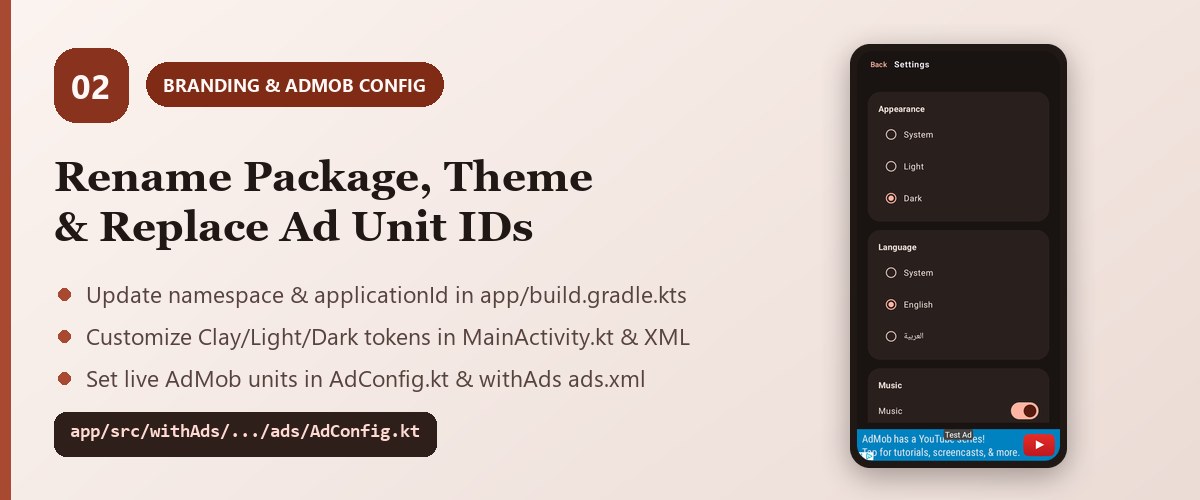 02
BRANDING & ADMOB CONFIG
Rename Package, Theme
& Replace Ad Unit IDs
Update namespace & applicationId in app/build.gradle.kts
Customize Clay/Light/Dark tokens in MainActivity.kt & XML
Set live AdMob units in AdConfig.kt & withAds ads.xml
app/src/withAds/.../ads/AdConfig.kt
Back Settings
Appearance
System
Light
Dark
Language
System
English
العربية
Music
Music
Test Ad
AdMob has a YouTube series!
Tap for tutorials, screencasts, & more.